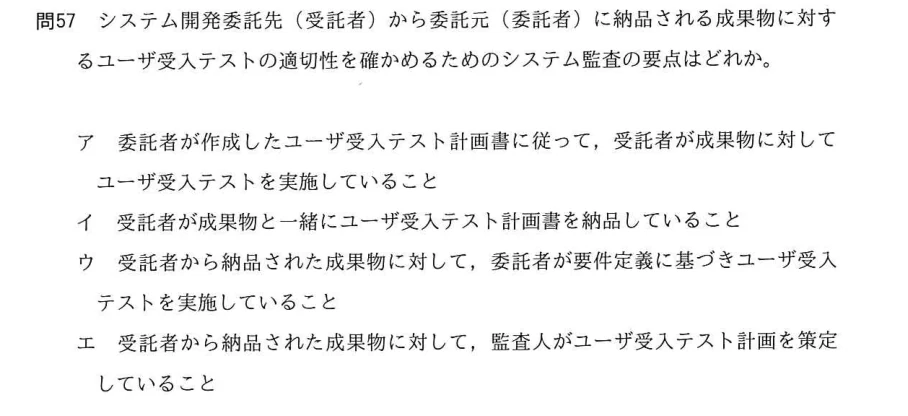 問57　システム開発委託先（受託者）から委託元（委託者）に納品される成果物に対す
るユーザ受入テストの適切性を確かめるためのシステム監査の要点はどれか。
ア　委託者が作成したユーザ受入テスト計画書に従って，受託者が成果物に対して
ユーザ受入テストを実施していること
イ　受託者が成果物と一緒にユーザ受入テスト計画書を納品していること
ウ　受託者から納品された成果物に対して，委託者が要件定義に基づきユーザ受入
テストを実施していること
エ　受託者から納品された成果物に対して，監査人がユーザ受入テスト計画を策定
していること